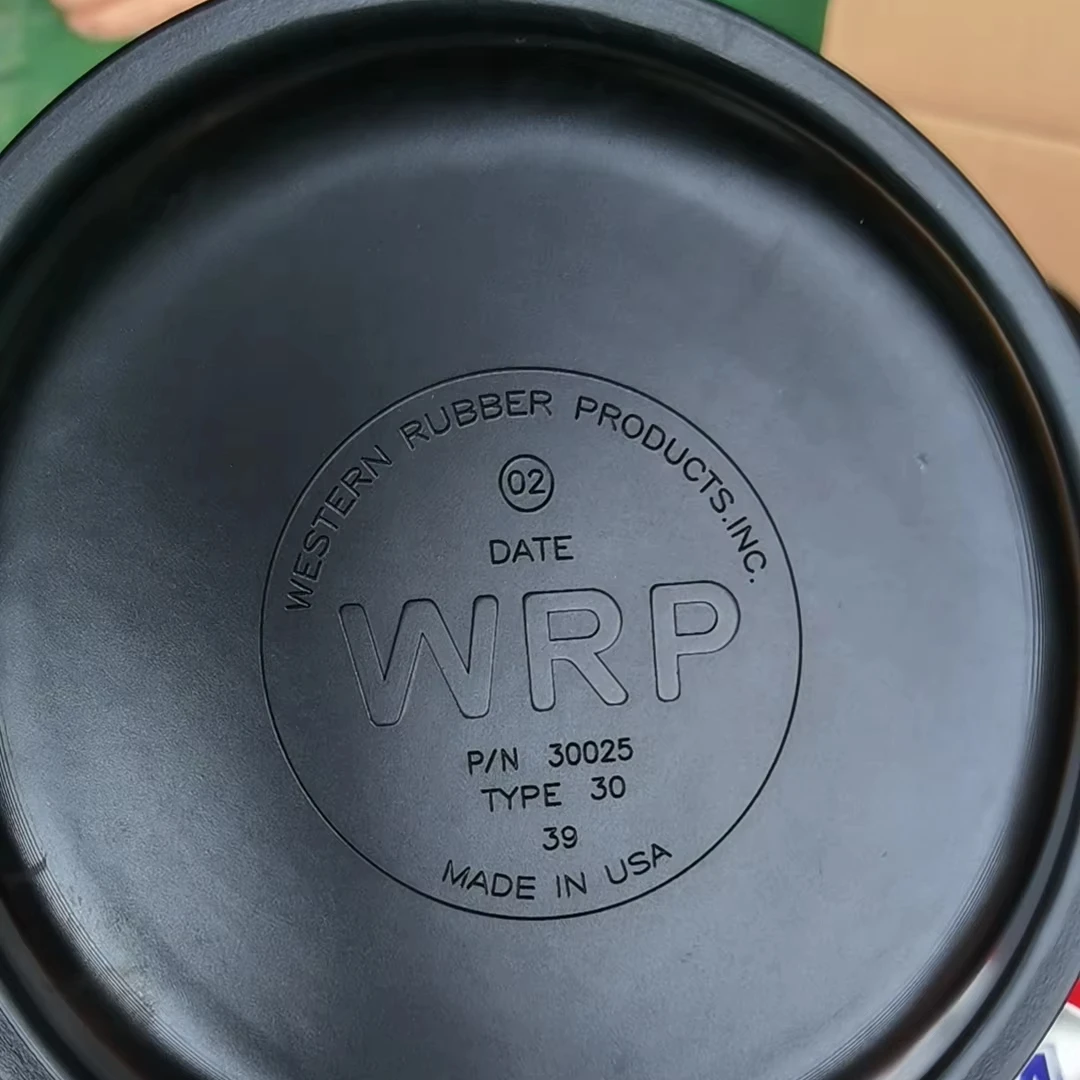 WESTERN RUBBER PRODUCTS.INC.
02
DATE
WRP
P/N 30025
TYPE 30
39
MADE IN USA